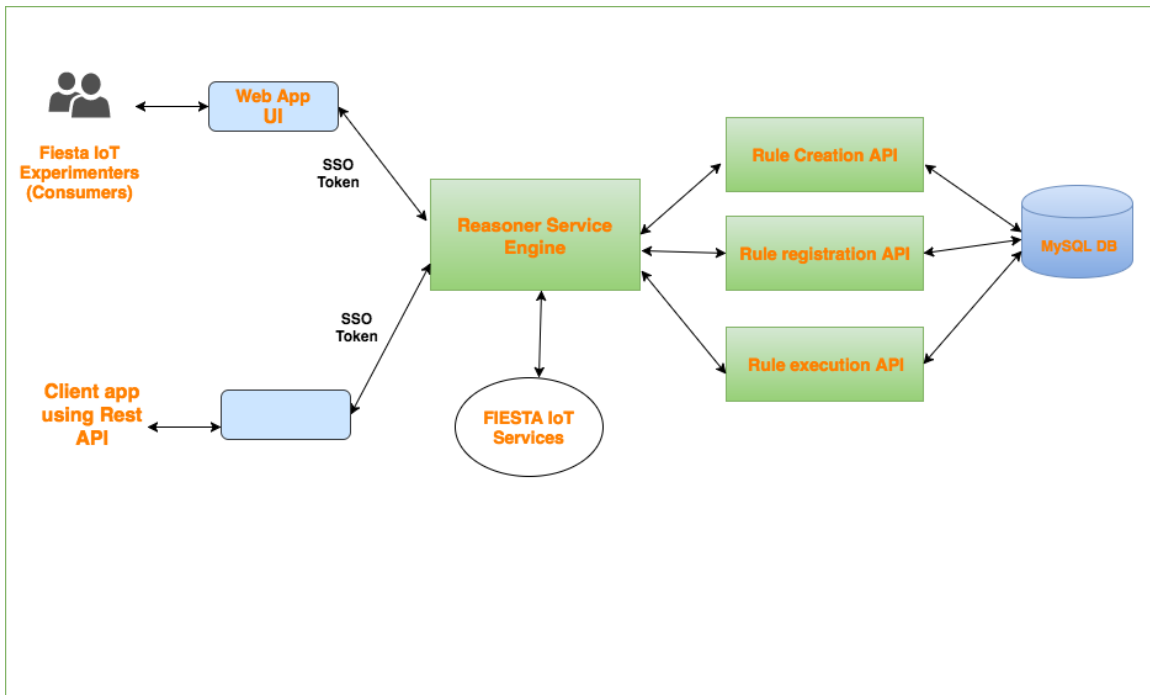 Web App
UI
Fiesta IoT
Experimenters
(Consumers)
SSO
Token
Reasoner Service
Engine
Rule Creation API
Rule registration API
Rule execution API
MySQL DB
SSO
Token
Client app
using Rest
API
FIESTA IoT
Services